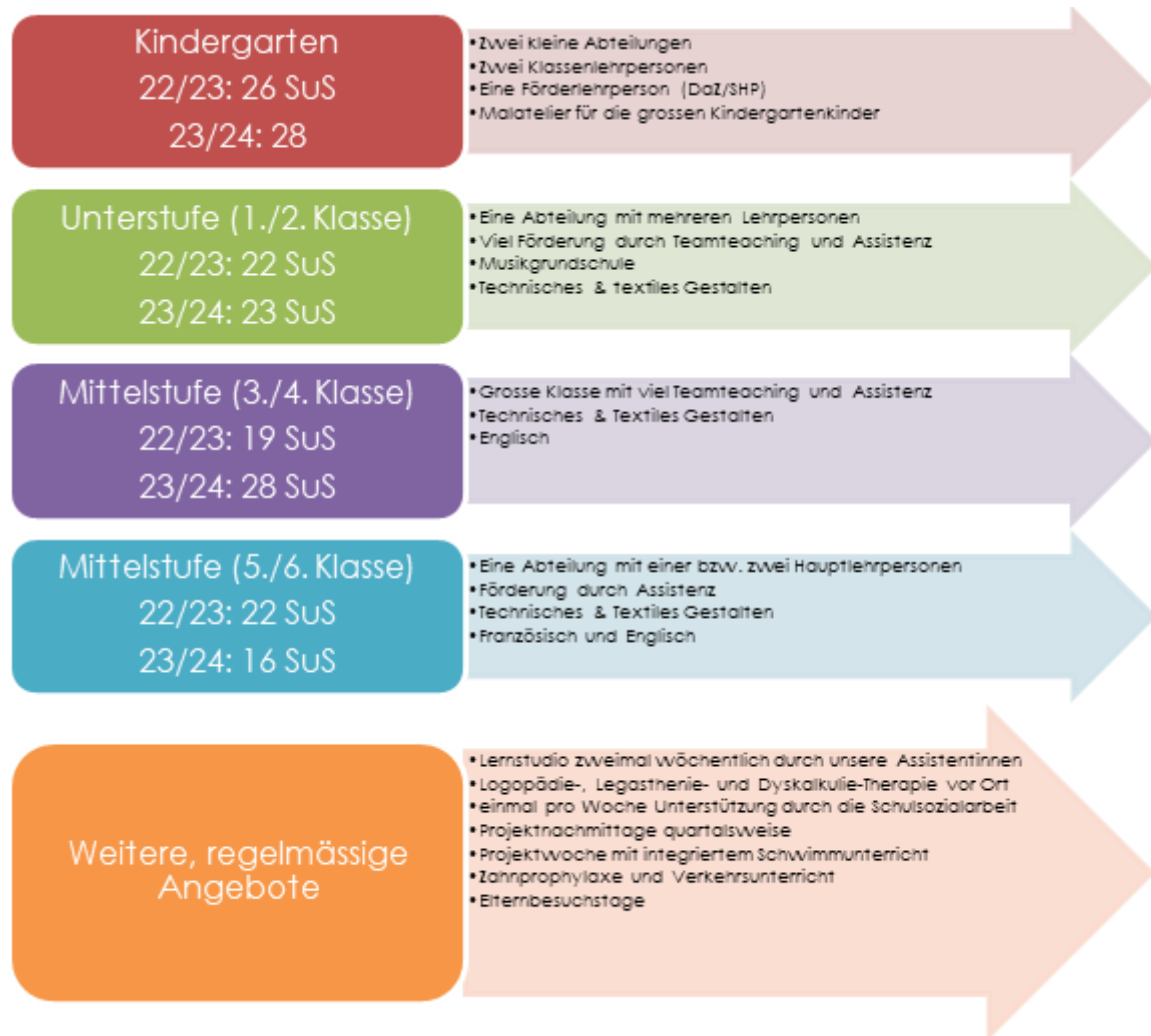 Kindergarten
22/23: 26 SuS
23/24: 28
• Zwei kleine Abteilungen
• Zwei Klassenlehrpersonen
• Eine Förderlehrperson (DaZ/SHP)
• Malatelier für die grossen Kindergartenkinder
Unterstufe (1./2. Klasse)
22/23: 22 SuS
23/24: 23 SuS
• Eine Abteilung mit mehreren Lehrpersonen
• Viel Förderung durch Teamteaching und Assistenz
• Musikgrundschule
• Technisches & textiles Gestalten
Mittelstufe (3./4. Klasse)
22/23: 19 SuS
23/24: 28 SuS
• Grosse Klasse mit viel Teamteaching und Assistenz
• Technisches & Textiles Gestalten
• Englisch
Mittelstufe (5./6. Klasse)
22/23: 22 SuS
23/24: 16 SuS
• Eine Abteilung mit einer bzw. zwei Hauptlehrpersonen
• Förderung durch Assistenz
• Technisches & Textiles Gestalten
• Französisch und Englisch
Weitere, regelmässige
Angebote
• Lernstudio zweimal wöchentlich durch unsere Assistentinnen
• Logopädie-, Legasthenie- und Dyskalkulie-Therapie vor Ort
• einmal pro Woche Unterstützung durch die Schulsozialarbeit
• Projektnachmittage quartalsweise
• Projektwoche mit integriertem Schwimmunterricht
• Zahnprophylaxe und Verkehrsunterricht
• Elternbesuchstage